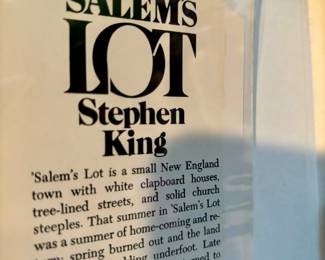 SALEM'S
LOT
Stephen
King
'Salem's Lot is a small New England
town with white clapboard houses,
tree-lined streets, and solid church
steeples. That summer in 'Salem's Lot
was a summer of home-coming and re-
spring burned out and the land
underfoot. Late
to